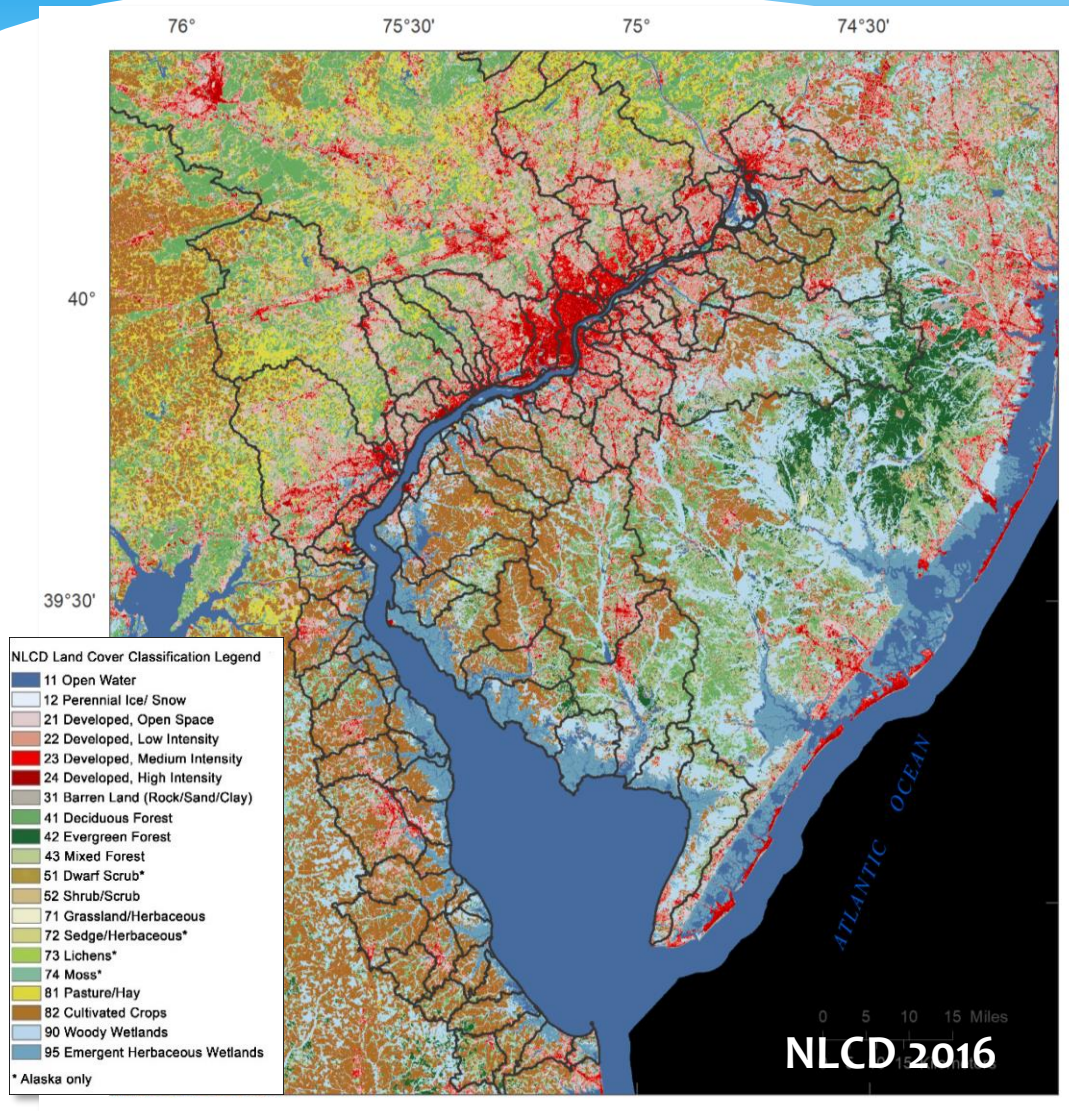 76°
75°30'
75°
74°30'
40°
39°30'
NLCD Land Cover Classification Legend
11 Open Water
12 Perennial Ice/ Snow
21 Developed, Open Space
22 Developed, Low Intensity
23 Developed, Medium Intensity
24 Developed, High Intensity
31 Barren Land (Rock/Sand/Clay)
41 Deciduous Forest
42 Evergreen Forest
43 Mixed Forest
51 Dwarf Scrub*
52 Shrub/Scrub
71 Grassland/Herbaceous
72 Sedge/Herbaceous*
73 Lichens*
74 Moss*
81 Pasture/Hay
82 Cultivated Crops
90 Woody Wetlands
95 Emergent Herbaceous Wetlands
* Alaska only
ATLANTIC OCEAN
0 5 10 15 Miles
NLCD 2016